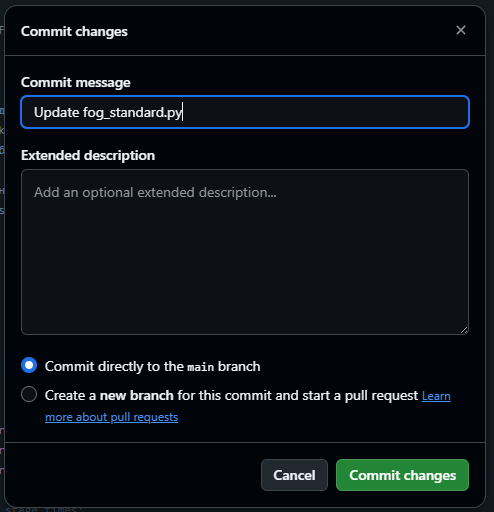 Commit changes
Commit message
Update fog_standard.py
Extended description
Add an optional extended description...
Commit directly to the main branch
Create a new branch for this commit and start a pull request Learn
more about pull requests
Cancel
Commit changes
stage times: